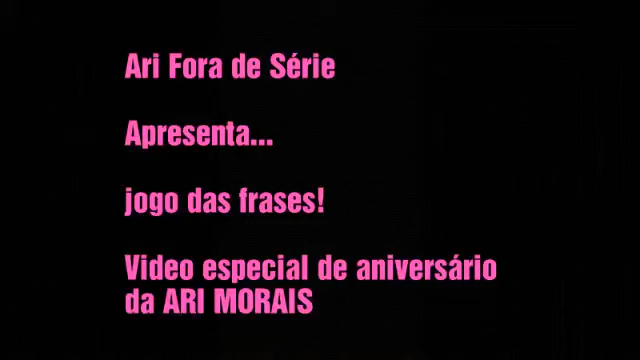 Ari Fora de Série
Apresenta...
jogo das frases!
Video especial de aniversário
da ARI MORAIS